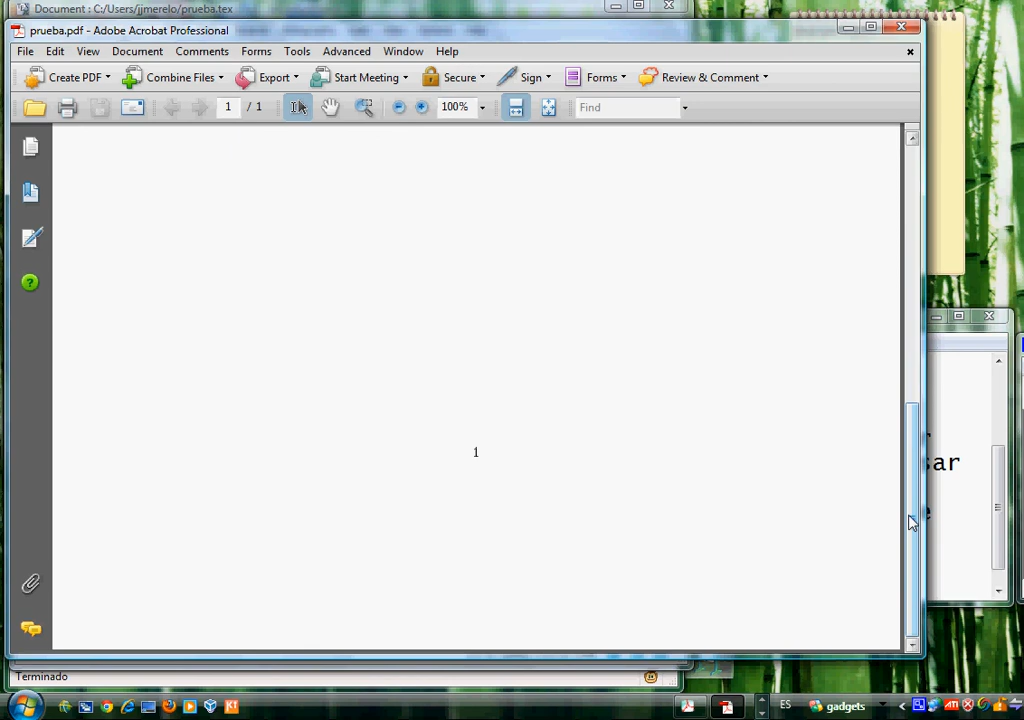 Document : C:/Users/jjmerelo/prueba.tex
prueba.pdf - Adobe Acrobat Professional
File Edit View Document Comments Forms Tools Advanced Window Help
Create PDF Combine Files Export Start Meeting Secure Sign Forms Review & Comment
1 / 1 100% Find
1
sar
e
Terminado
KT ES gadgets ATI